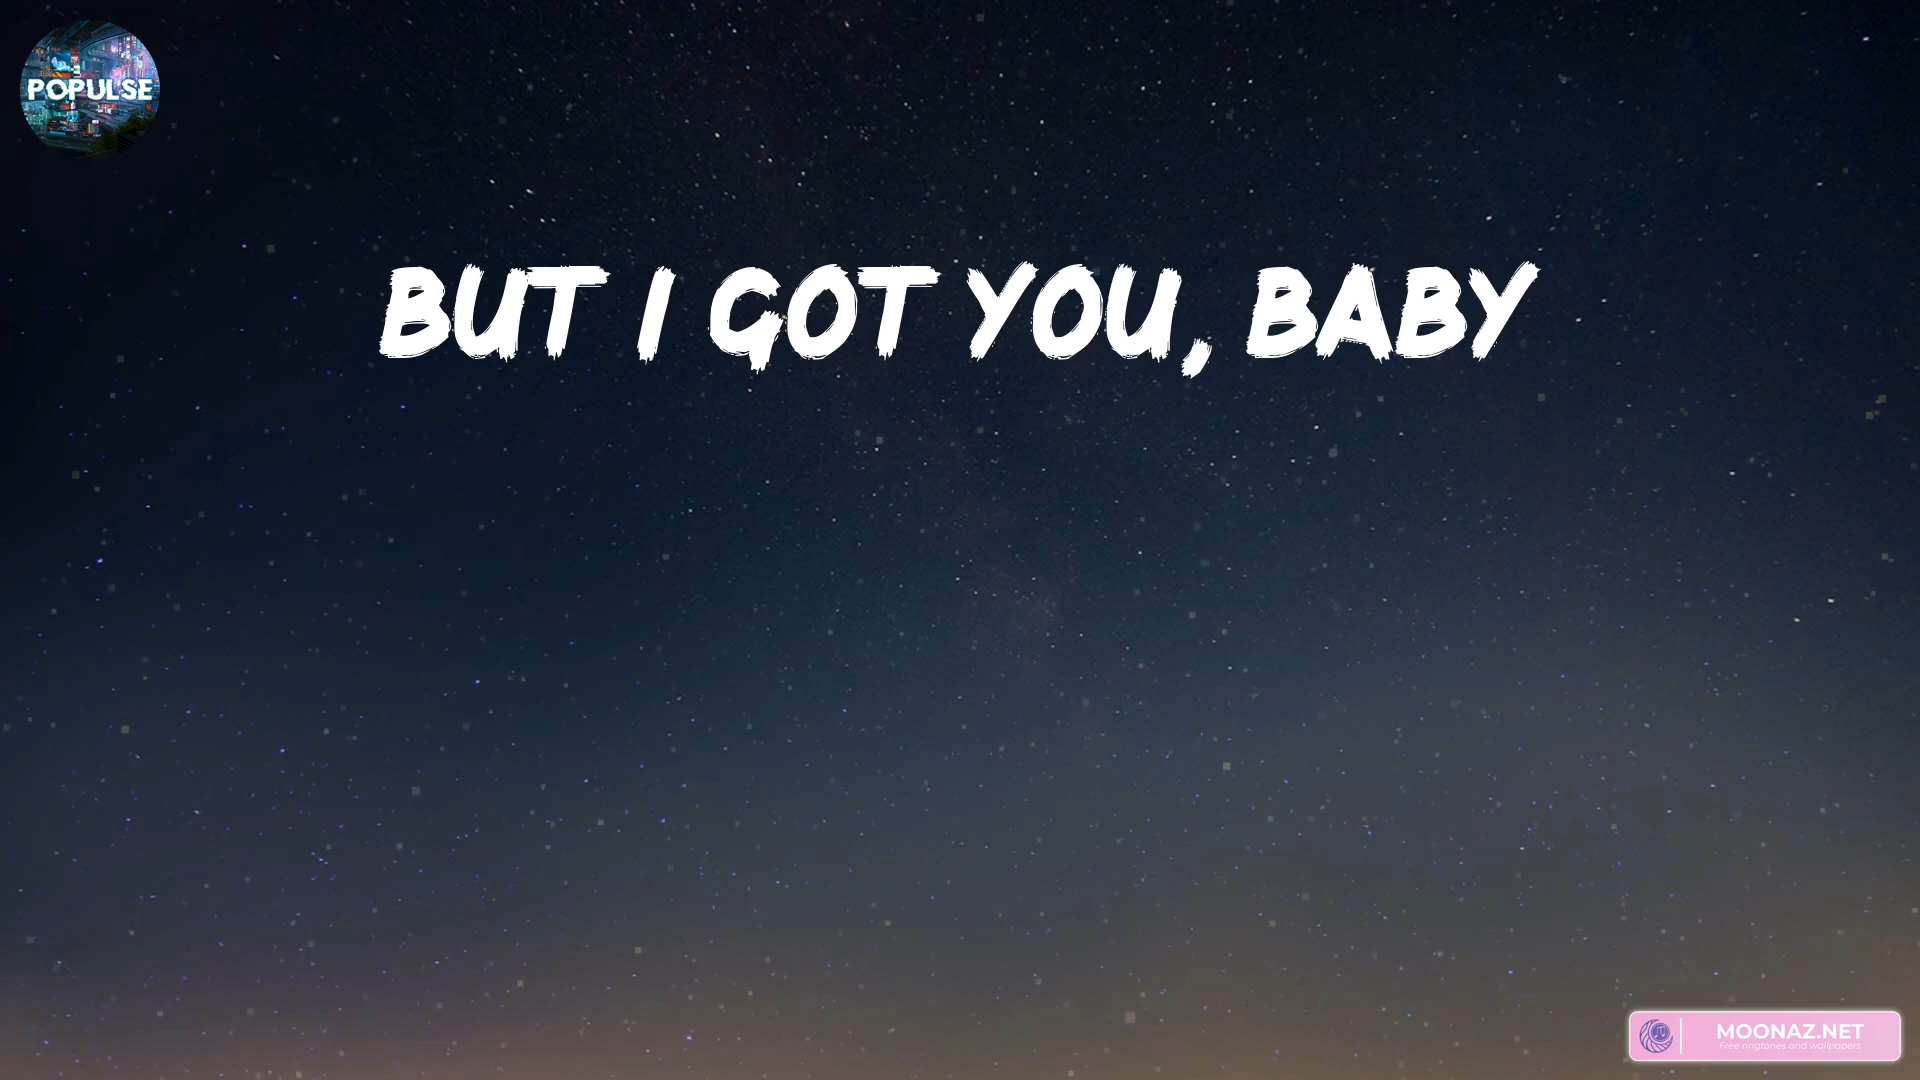 POPULSE
BUT I GOT YOU, BABY
MOONAZ.NET
Free ringtones and wallpapers